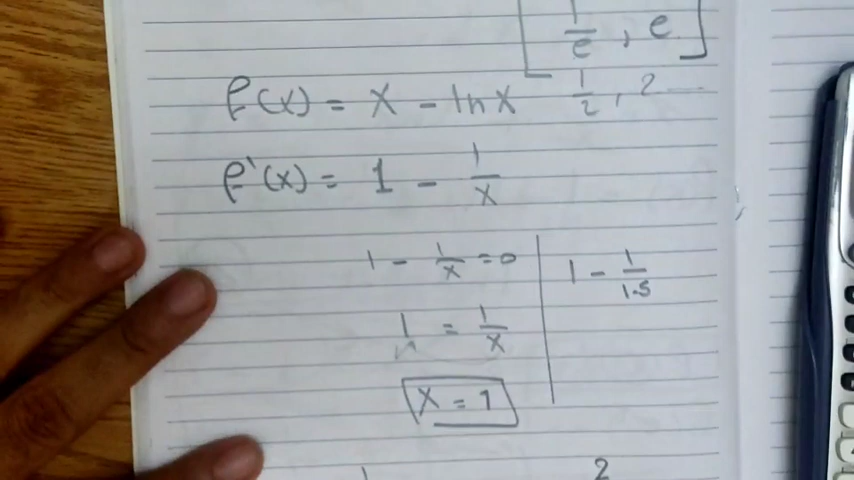 [1/e, e]
f(x) = x - ln x 1/2, 2
f'(x) = 1 - 1/x
1 - 1/x = 0
1 - 1/1.5
1 = 1/x
x = 1
1 2